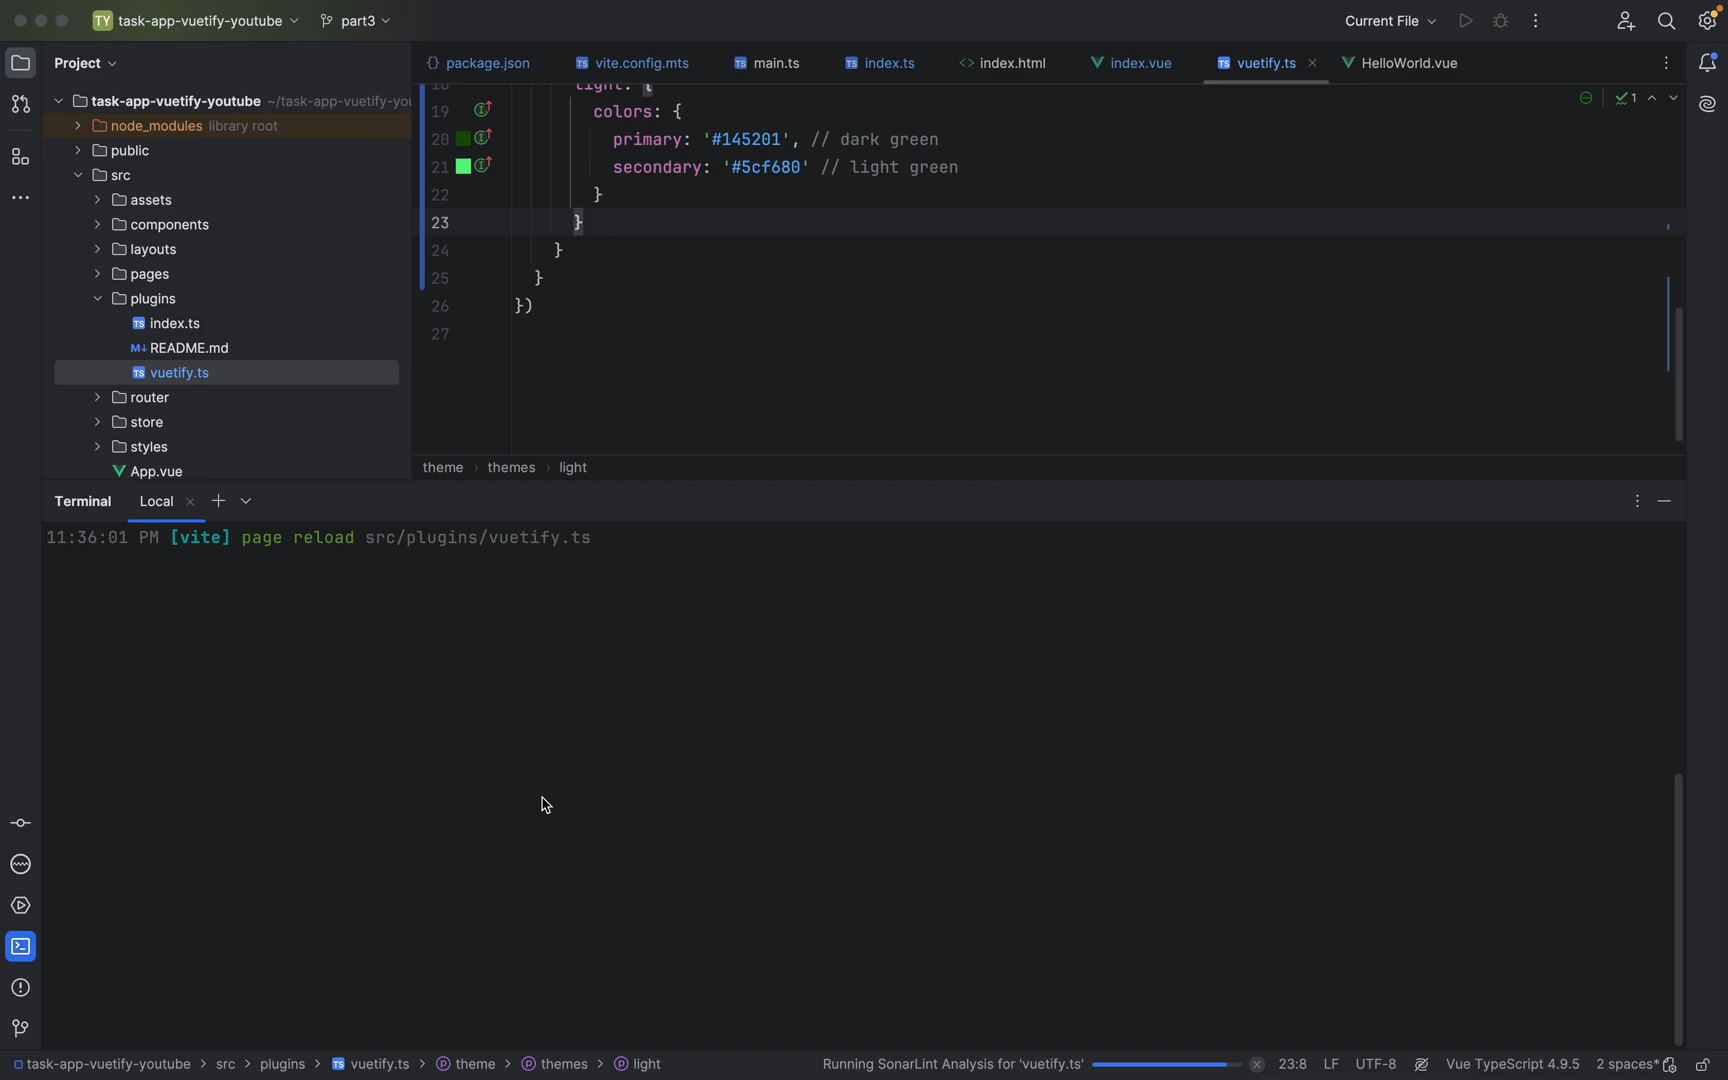 TY task-app-vuetify-youtube part3 Current File
Project
package.json vite.config.mts main.ts index.ts index.html index.vue vuetify.ts HelloWorld.vue
task-app-vuetify-youtube ~/task-app-vuetify-you
node_modules library root
public
src
assets
components
layouts
pages
plugins
index.ts
README.md
vuetify.ts
router
store
styles
App.vue
18 light: {
19 colors: {
20 primary: '#145201', // dark green
21 secondary: '#5cf680' // light green
22 }
23 }
24 }
25 }
26 })
27
1
theme > themes > light
Terminal Local
11:36:01 PM [vite] page reload src/plugins/vuetify.ts
task-app-vuetify-youtube > src > plugins > vuetify.ts > theme > themes > light Running SonarLint Analysis for 'vuetify.ts' 23:8 LF UTF-8 Vue TypeScript 4.9.5 2 spaces*